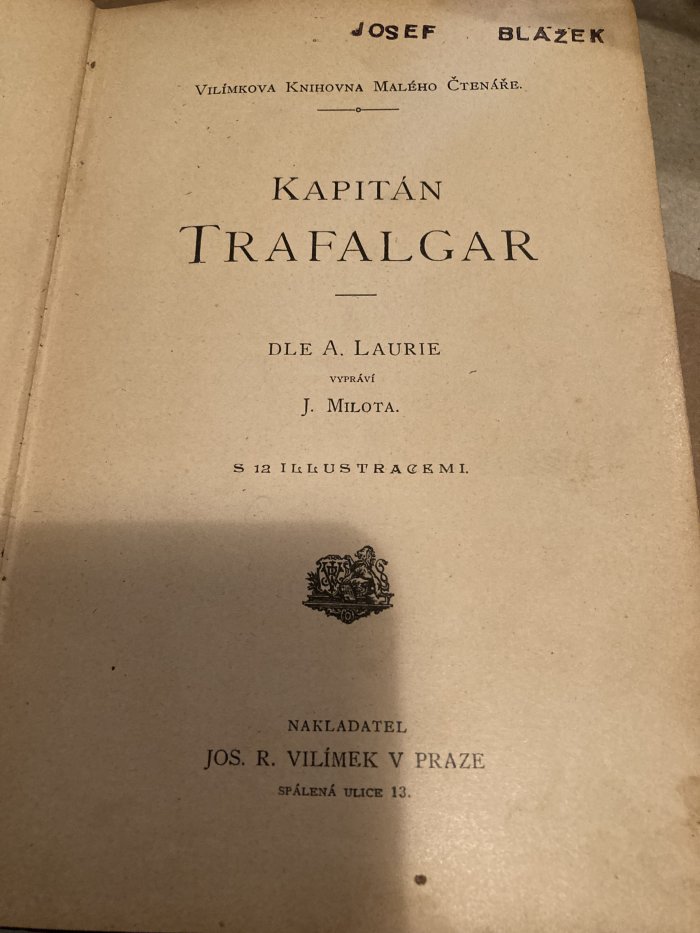 JOSEF BLÁŽEK
VILÍMKOVA KNIHOVNA MALÉHO ČTENÁŘE.
KAPITÁN
TRAFALGAR
DLE A. LAURIE
VYPRÁVÍ
J. MILOTA.
S 12 ILLUSTRACEMI.
NAKLADATEL
JOS. R. VILÍMEK V PRAZE
SPÁLENÁ ULICE 13.